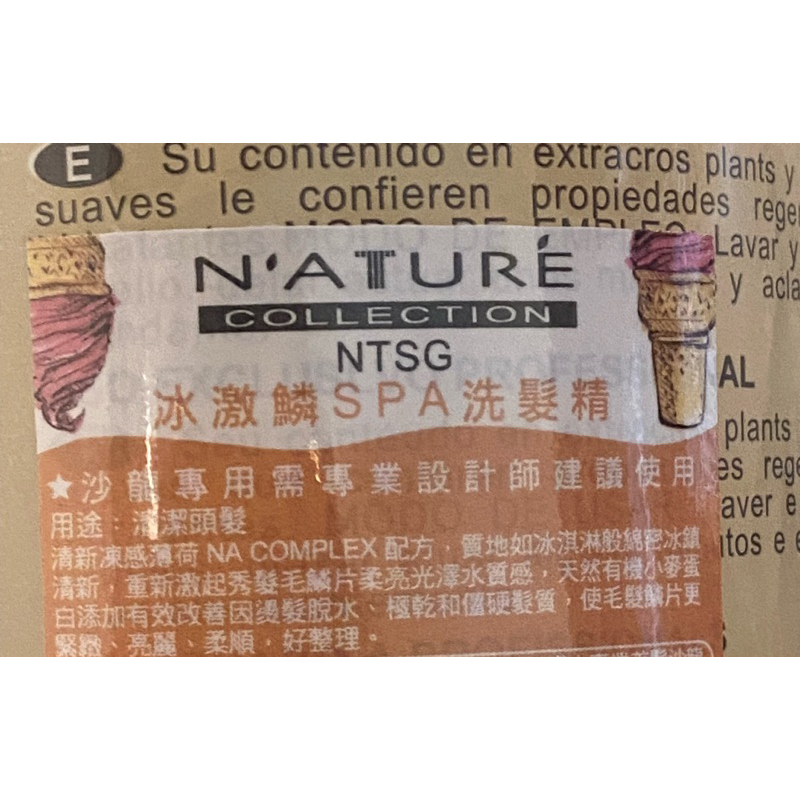 E Su contenido en extracros plants y
suaves le confieren propiedades reger
MODO DE EMPLEO. Lavar y
y acla
N'ATURÉ
COLLECTION
NTSG
冰激鱗SPA洗髮精
AL
plants
es rege
aver e
itos e e
★沙龍專用需專業設計師建議使用
用途：清潔頭髮
清新凍感薄荷 NA COMPLEX 配方，質地如冰淇淋般綿密冰鎮
清新，重新激起秀髮毛鱗片柔亮光澤水質感，天然有機小麥蛋
白添加有效改善因燙髮脫水、極乾和僵硬髮質，使毛髮鱗片更
緊緻、亮麗、柔順，好整理。